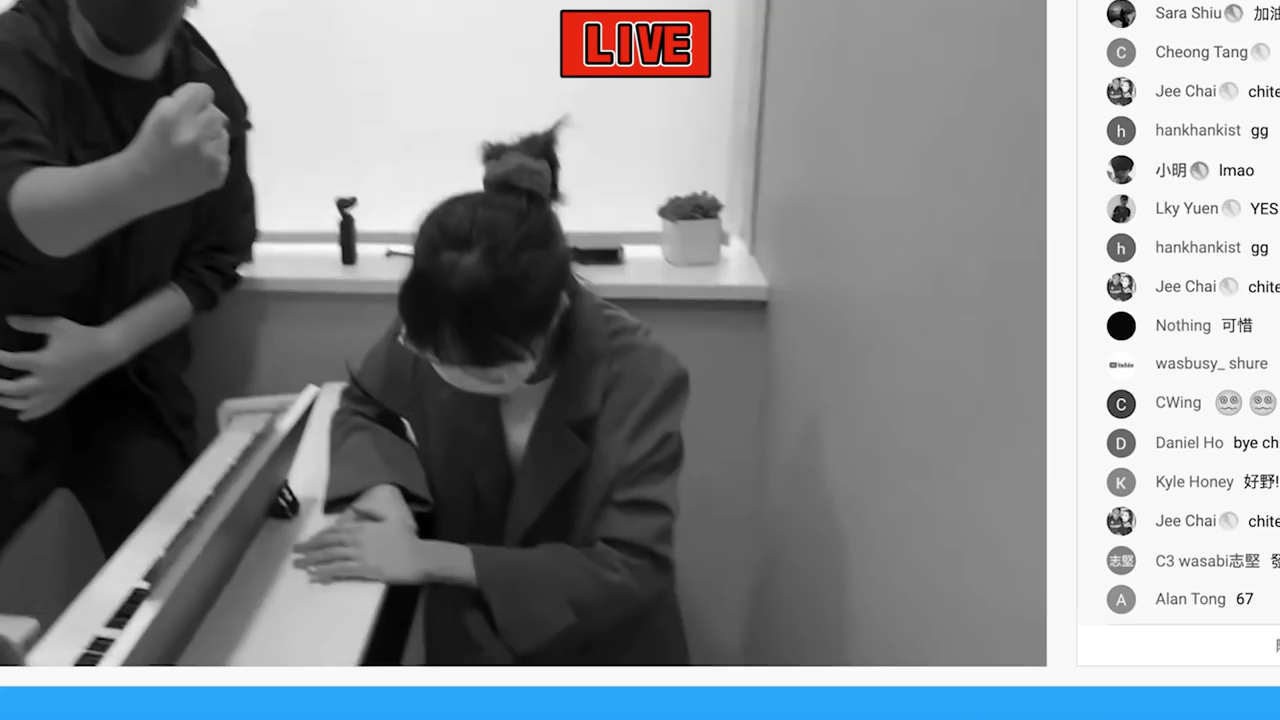 LIVE
Sara Shiu 加油
Cheong Tang
Jee Chai chite
hankhankist gg
小明 lmao
Lky Yuen YES
hankhankist gg
Jee Chai chite
Nothing 可惜
wasbusy_ shure
CWing
Daniel Ho bye ch
Kyle Honey 好野!
Jee Chai chite
志堅 C3 wasabi志堅
Alan Tong 67